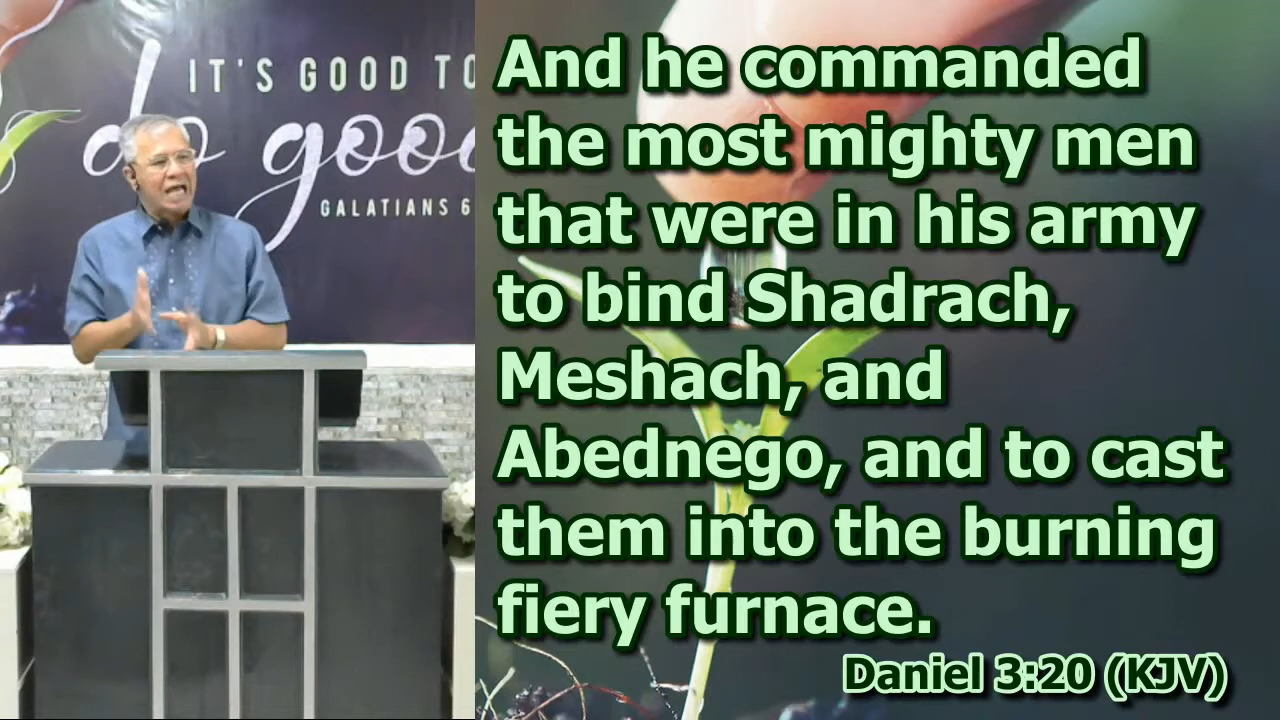 IT'S GOOD TO
do good
GALATIANS 6
And he commanded
the most mighty men
that were in his army
to bind Shadrach,
Meshach, and
Abednego, and to cast
them into the burning
fiery furnace.
Daniel 3:20 (KJV)